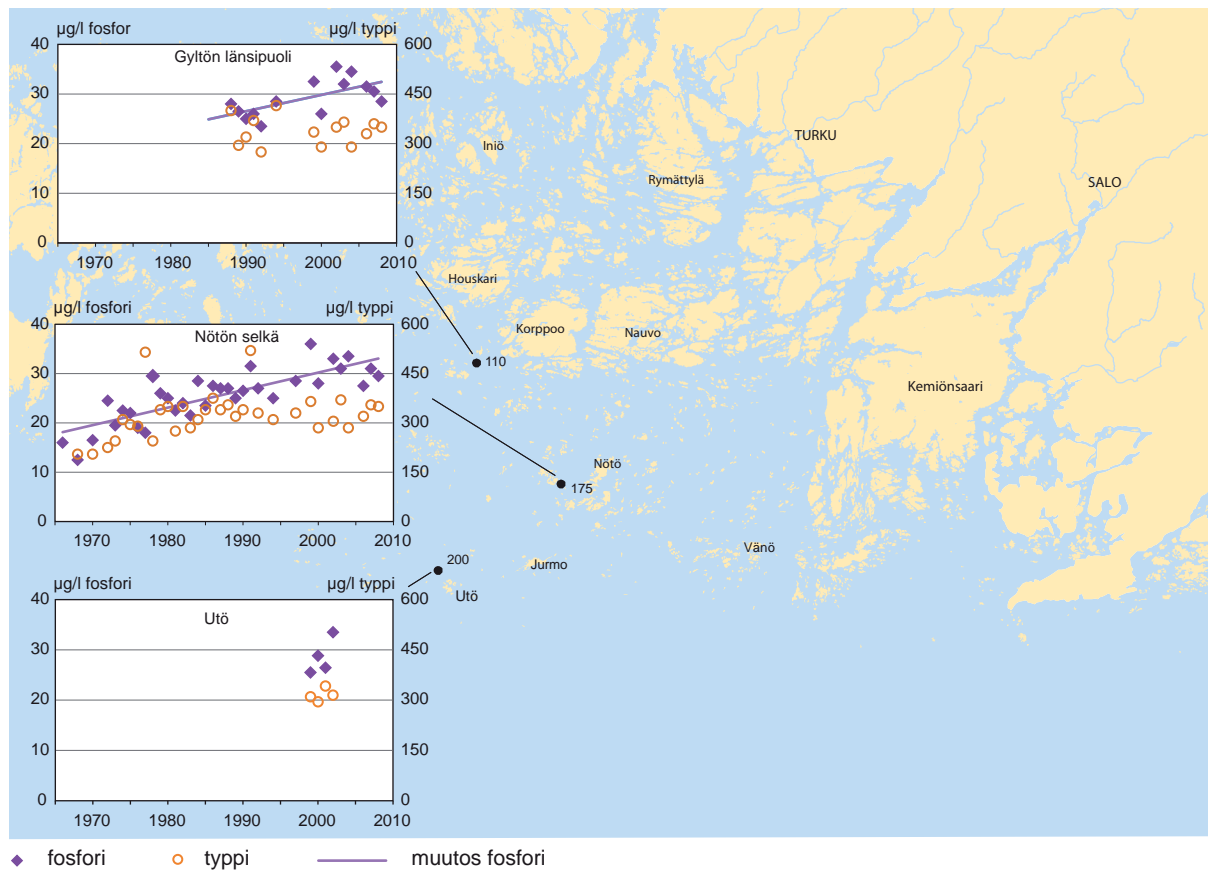 µg/l fosfor
µg/l typpi
Gyltön länsipuoli
40
30
20
10
0
600
450
300
150
0
1970
1980
1990
2000
2010
µg/l fosfori
µg/l typpi
Nötön selkä
40
30
20
10
0
600
450
300
150
0
1970
1980
1990
2000
2010
µg/l fosfori
µg/l typpi
Utö
40
30
20
10
0
600
450
300
150
0
1970
1980
1990
2000
2010
TURKU
SALO
Iniö
Rymättylä
Houskari
Korppoo
Nauvo
Kemiönsaari
110
Nötö
175
Vänö
200
Jurmo
Utö
fosfori
typpi
muutos fosfori